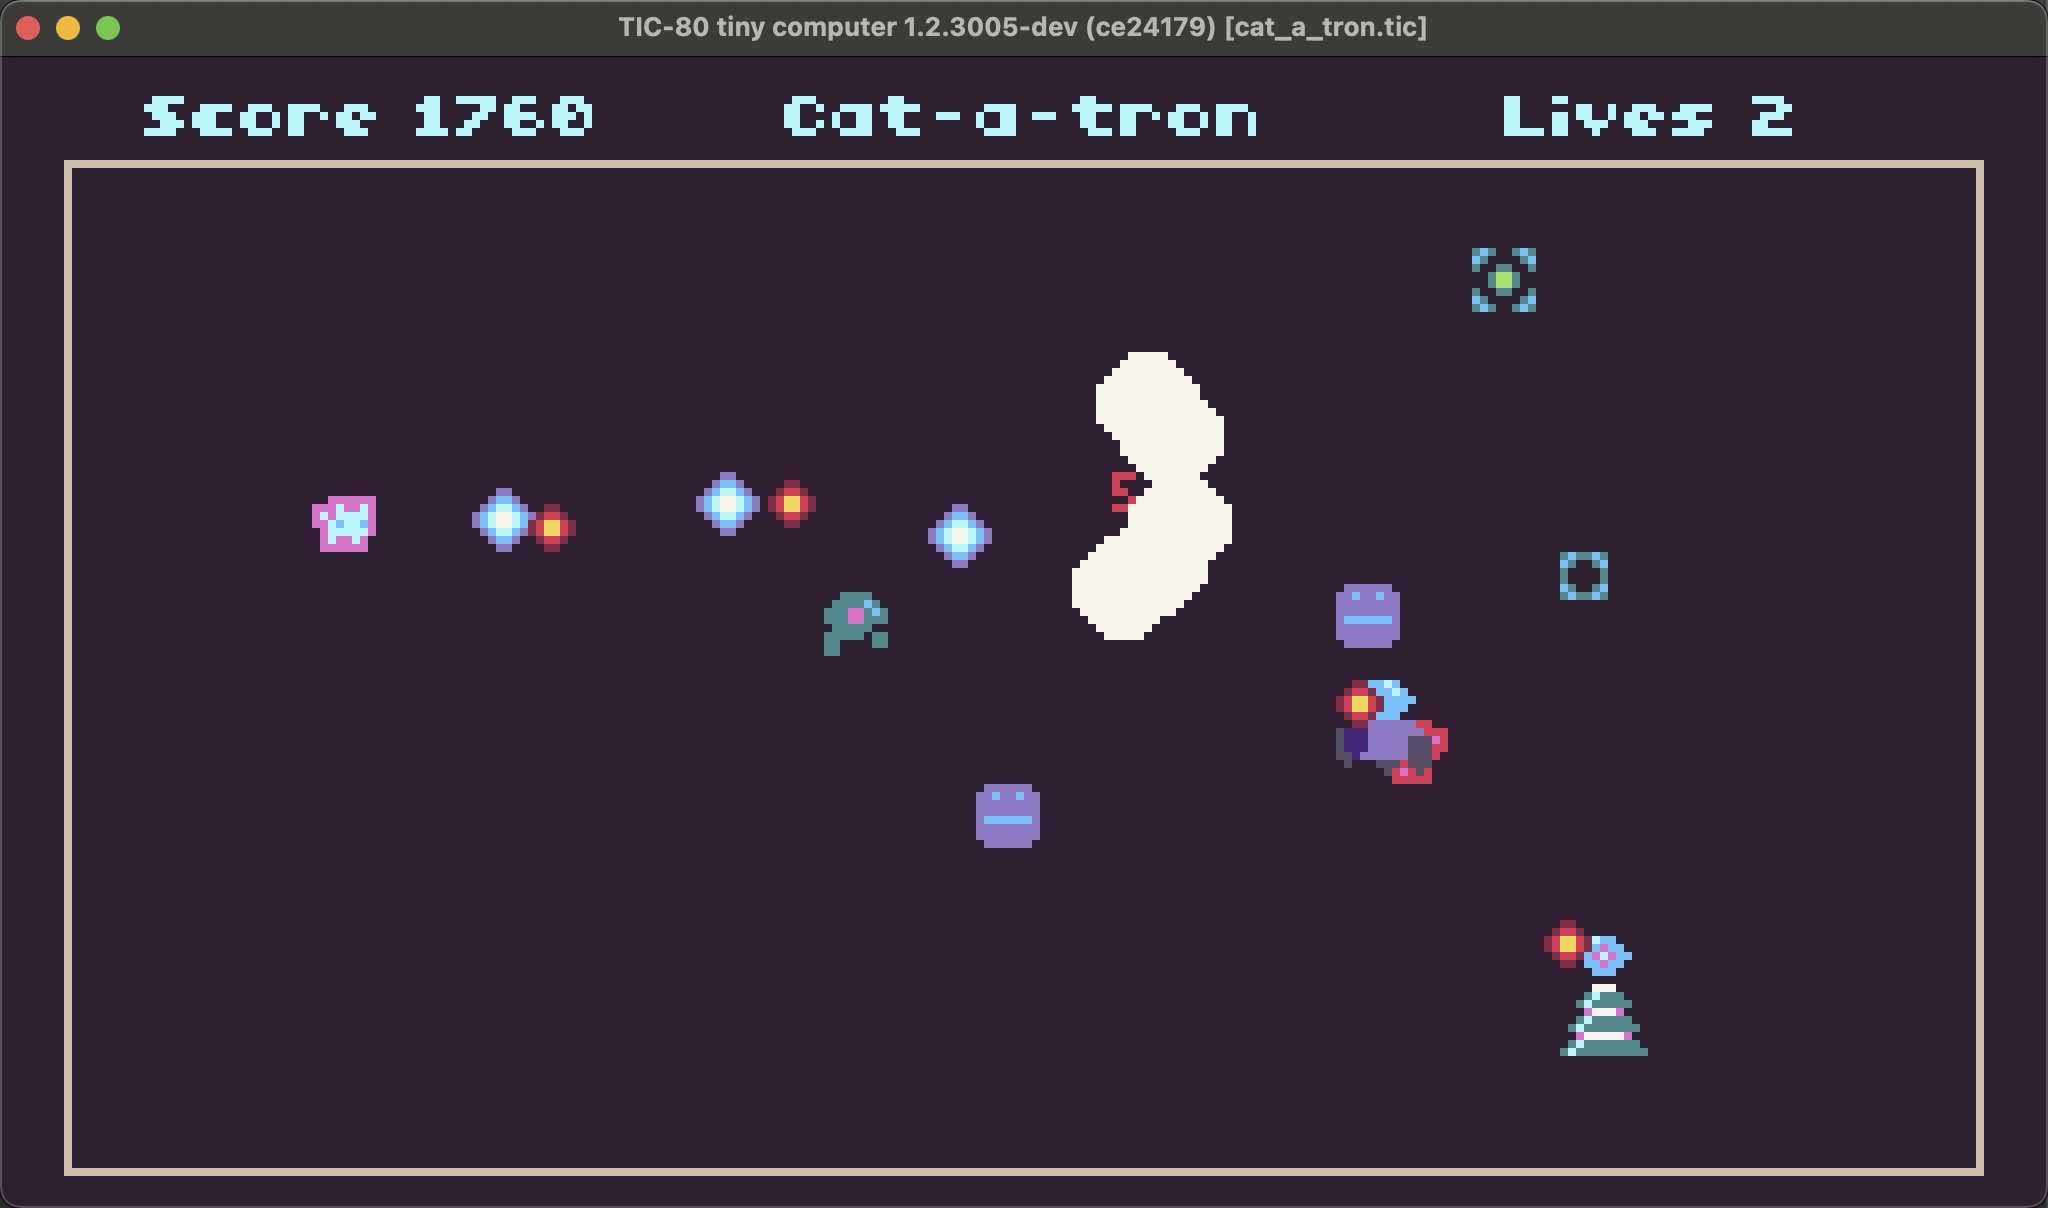 TIC-80 tiny computer 1.2.3005-dev (ce24179) [cat_a_tron.tic]
Score 1760 Cat-a-tron Lives 2